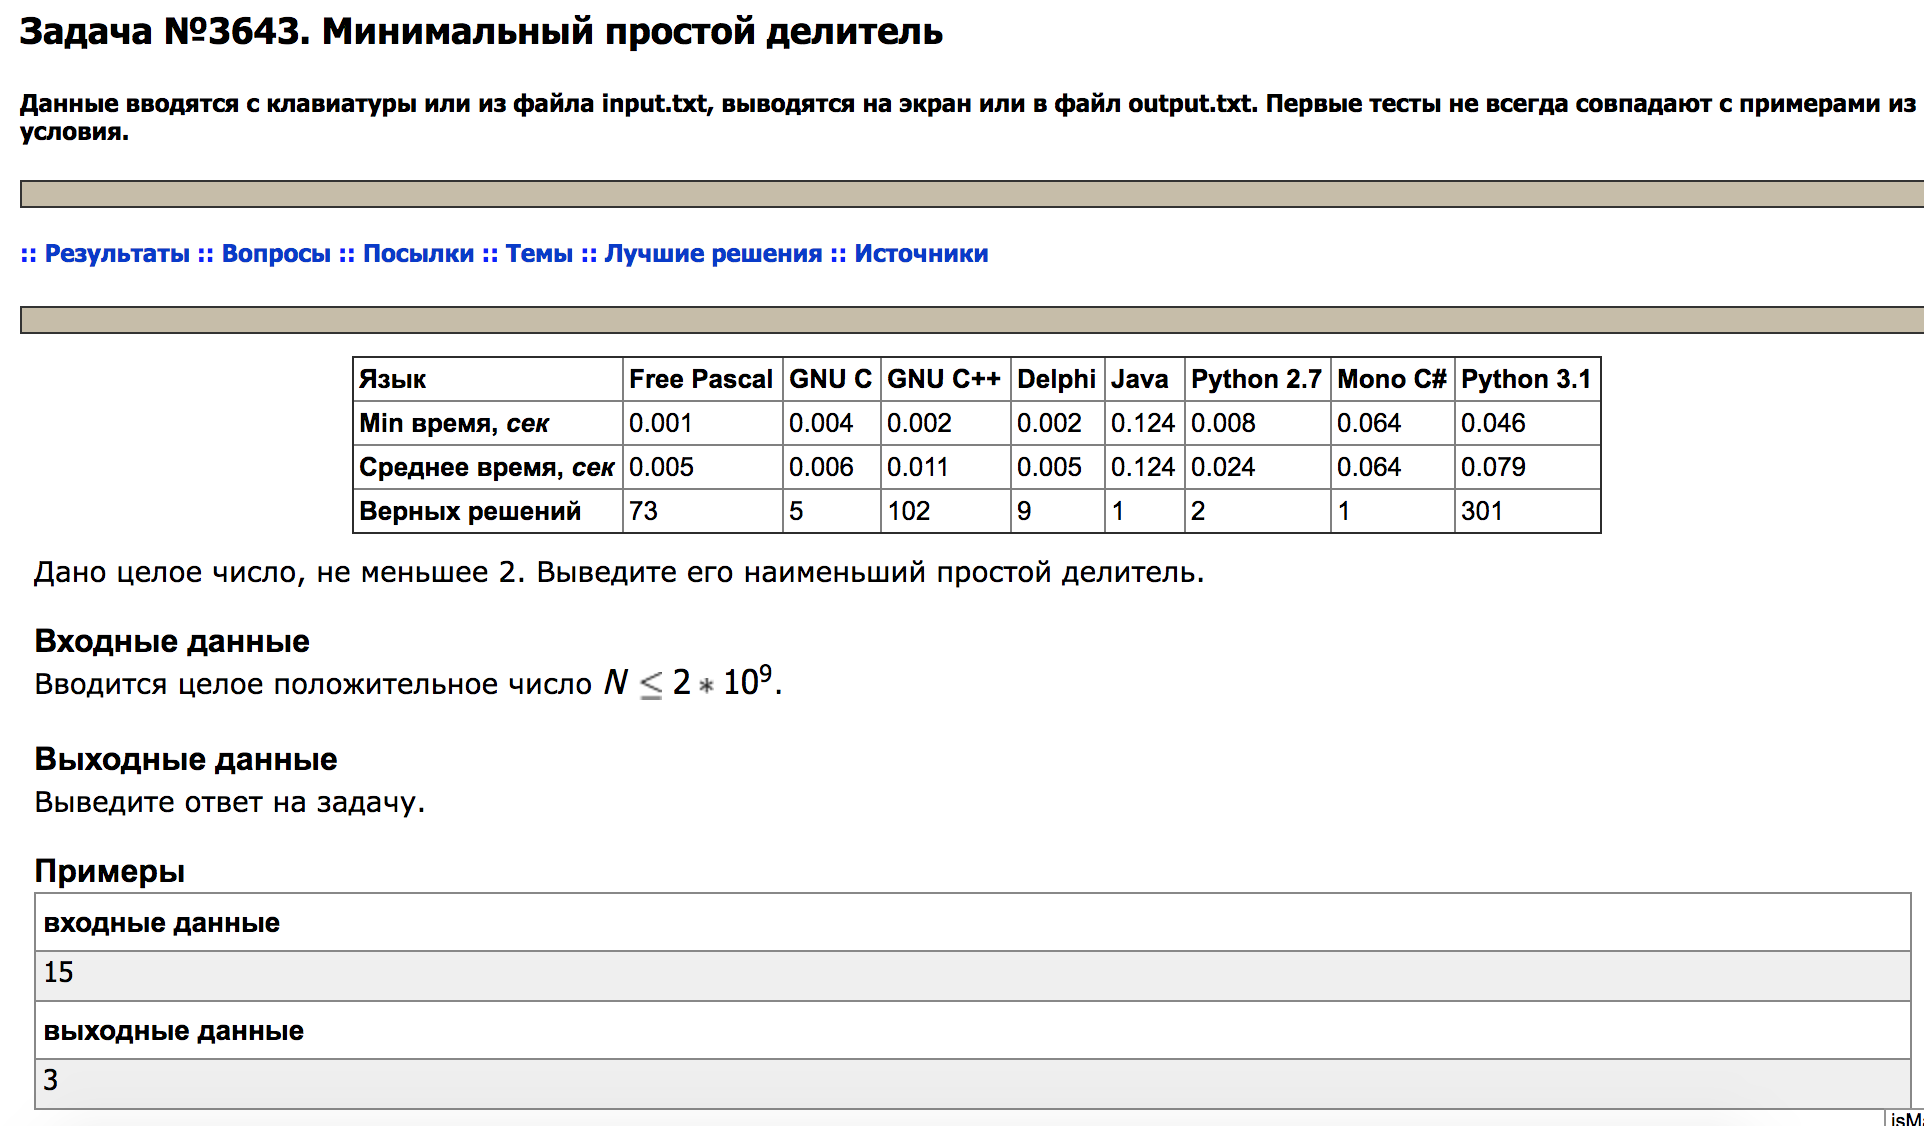 Задача №3643. Минимальный простой делитель
Данные вводятся с клавиатуры или из файла input.txt, выводятся на экран или в файл output.txt. Первые тесты не всегда совпадают с примерами из
условия.
:: Результаты :: Вопросы :: Посылки :: Темы :: Лучшие решения :: Источники
Язык Free Pascal GNU C GNU C++ Delphi Java Python 2.7 Mono C# Python 3.1
Min время, сек 0.001 0.004 0.002 0.002 0.124 0.008 0.064 0.046
Среднее время, сек 0.005 0.006 0.011 0.005 0.124 0.024 0.064 0.079
Верных решений 73 5 102 9 1 2 1 301
Дано целое число, не меньшее 2. Выведите его наименьший простой делитель.
Входные данные
Вводится целое положительное число N ≤ 2 * 10⁹.
Выходные данные
Выведите ответ на задачу.
Примеры
входные данные
15
выходные данные
3